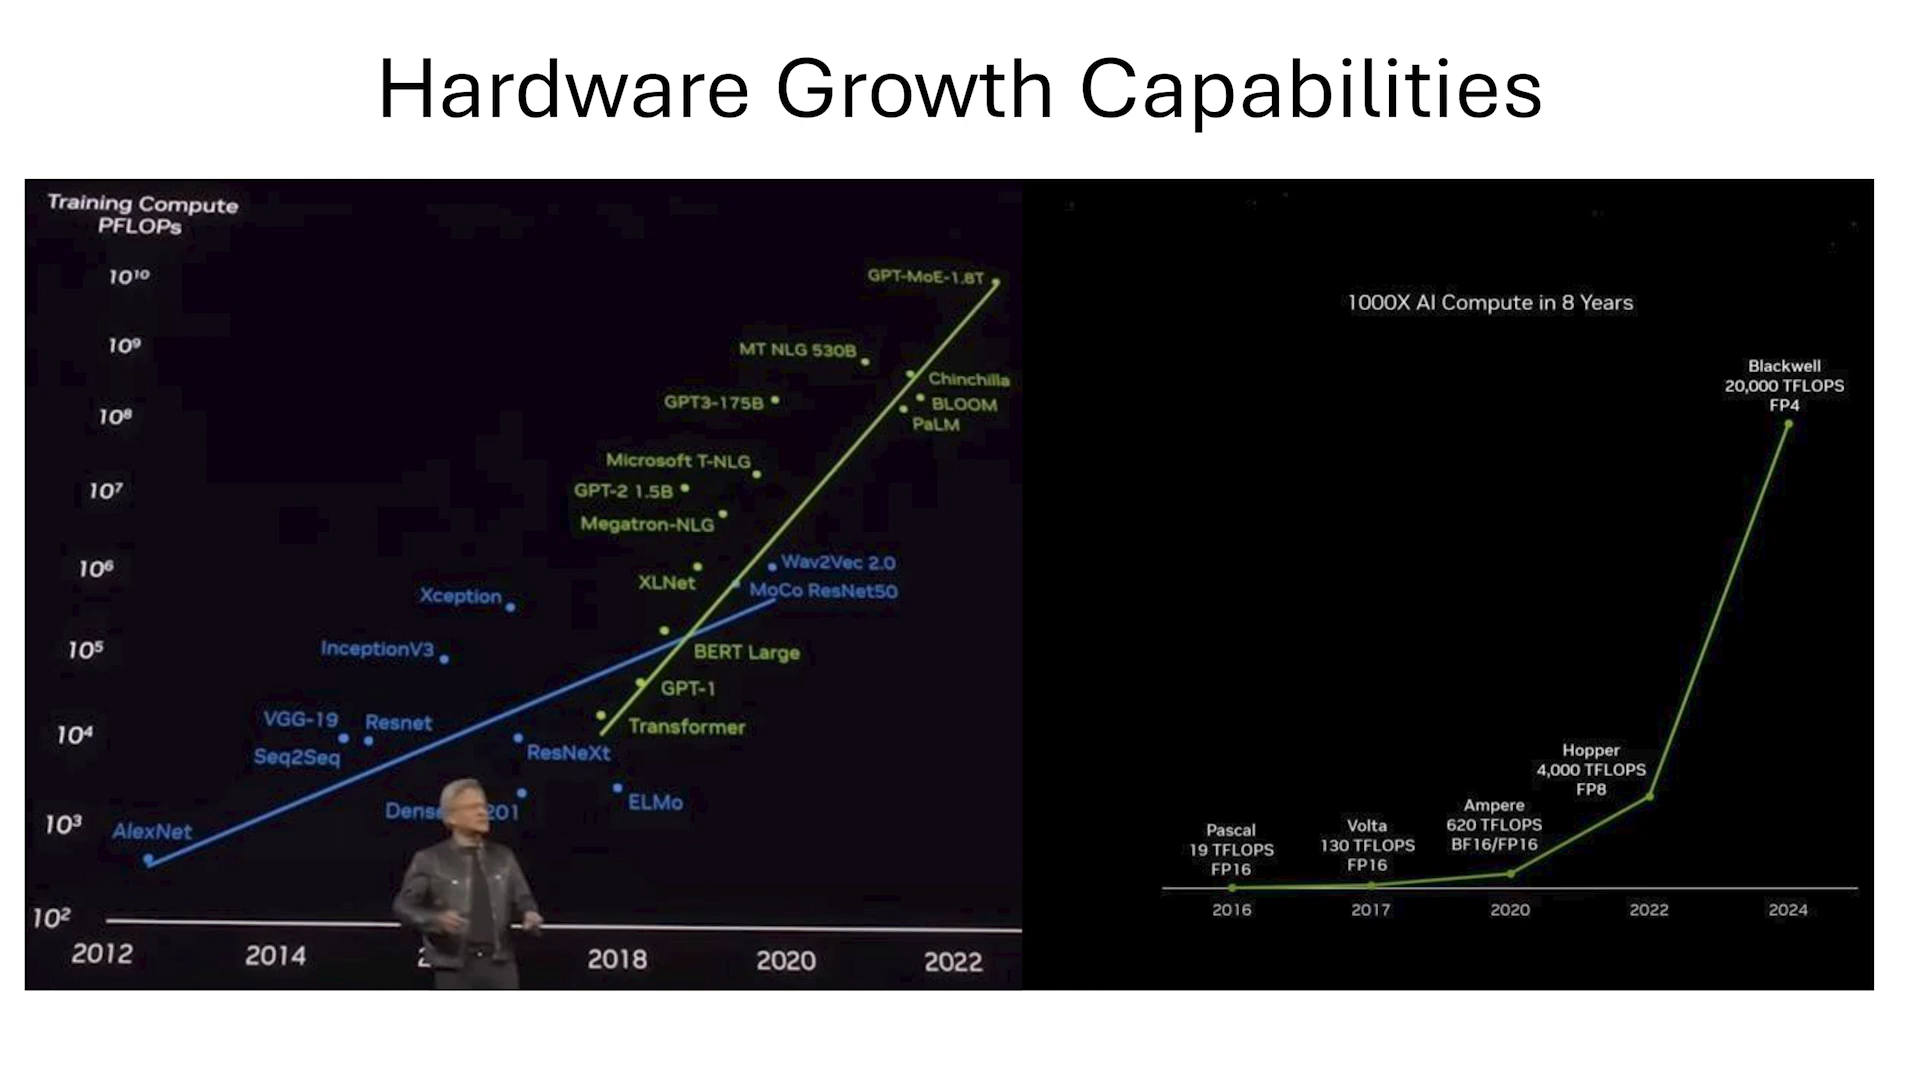 Hardware Growth Capabilities
Training Compute
PFLOPs
10¹⁰
10⁹
10⁸
10⁷
10⁶
10⁵
10⁴
10³
10²
GPT-MoE-1.8T
MT NLG 530B
Chinchilla
GPT3-175B
BLOOM
PaLM
Microsoft T-NLG
GPT-2 1.5B
Megatron-NLG
Wav2Vec 2.0
XLNet
MoCo ResNet50
Xception
InceptionV3
BERT Large
GPT-1
VGG-19
Resnet
Transformer
Seq2Seq
ResNeXt
ELMo
AlexNet
2012
2014
2018
2020
2022
1000X AI Compute in 8 Years
Blackwell
20,000 TFLOPS
FP4
Hopper
4,000 TFLOPS
FP8
Ampere
620 TFLOPS
BF16/FP16
Volta
130 TFLOPS
FP16
Pascal
19 TFLOPS
FP16
2016
2017
2020
2022
2024